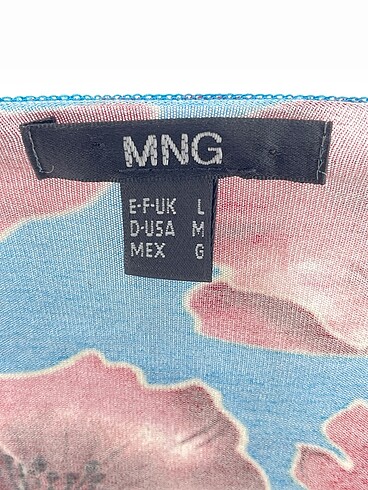 MNG
E-F-UK L
D-USA M
MEX G